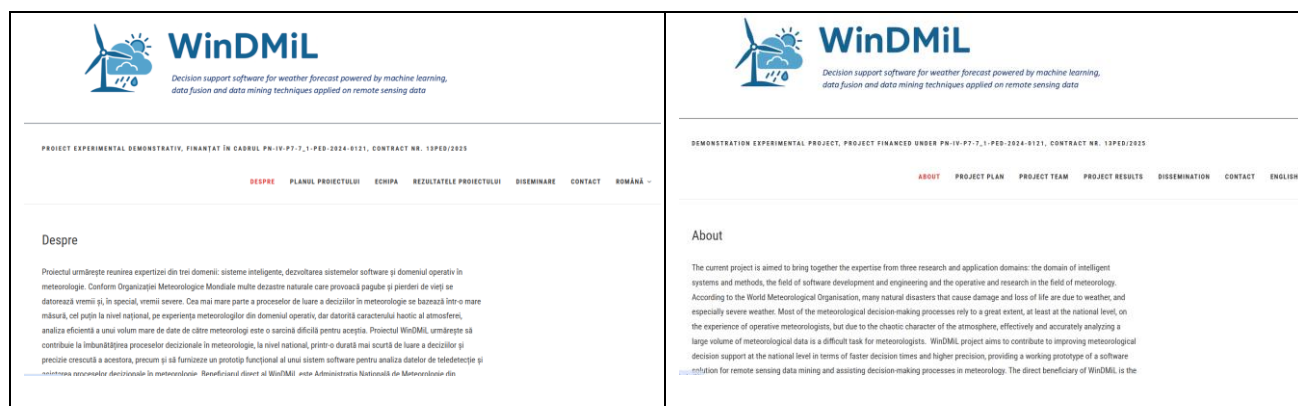 WinDMiL
Decision support software for weather forecast powered by machine learning,
data fusion and data mining techniques applied on remote sensing data
PROIECT EXPERIMENTAL DEMONSTRATIV, FINANȚAT ÎN CADRUL PN-IV-P7-7_1-PED-2024-0121, CONTRACT NR. 13PED/2025
DESPRE PLANUL PROIECTULUI ECHIPA REZULTATELE PROIECTULUI DISEMINARE CONTACT ROMÂNĂ
Despre
Proiectul urmărește reunirea expertizei din trei domenii: sisteme inteligente, dezvoltarea sistemelor software și domeniul operativ în
meteorologie. Conform Organizației Meteorologice Mondiale multe dezastre naturale care provoacă pagube și pierderi de vieți se
datorează vremii și, în special, vremii severe. Cea mai mare parte a proceselor de luare a deciziilor în meteorologie se bazează într-o mare
măsură, cel puțin la nivel național, pe experiența meteorologilor din domeniul operativ, dar datorită caracterului haotic al atmosferei,
analiza eficientă a unui volum mare de date de către meteorologi este o sarcină dificilă pentru aceștia. Proiectul WinDMiL urmărește să
contribuie la îmbunătățirea proceselor decizionale în meteorologie, la nivel national, printr-o durată mai scurtă de luare a deciziilor și
precizie crescută a acestora, precum și să furnizeze un prototip funcțional al unui sistem software pentru analiza datelor de teledetecție și
asistarea proceselor decizionale în meteorologie. Beneficiarul direct al WinDMiL este Administrația Națională de Meteorologie din
WinDMiL
Decision support software for weather forecast powered by machine learning,
data fusion and data mining techniques applied on remote sensing data
DEMONSTRATION EXPERIMENTAL PROJECT, PROJECT FINANCED UNDER PN-IV-P7-7_1-PED-2024-0121, CONTRACT NR. 13PED/2025
ABOUT PROJECT PLAN PROJECT TEAM PROJECT RESULTS DISSEMINATION CONTACT ENGLISH
About
The current project is aimed to bring together the expertise from three research and application domains: the domain of intelligent
systems and methods, the field of software development and engineering and the operative and research in the field of meteorology.
According to the World Meteorological Organisation, many natural disasters that cause damage and loss of life are due to weather, and
especially severe weather. Most of the meteorological decision-making processes rely to a great extent, at least at the national level, on
the experience of operative meteorologists, but due to the chaotic character of the atmosphere, effectively and accurately analyzing a
large volume of meteorological data is a difficult task for meteorologists. WinDMiL project aims to contribute to improving meteorological
decision support at the national level in terms of faster decision times and higher precision, providing a working prototype of a software
solution for remote sensing data mining and assisting decision-making processes in meteorology. The direct beneficiary of WinDMiL is the